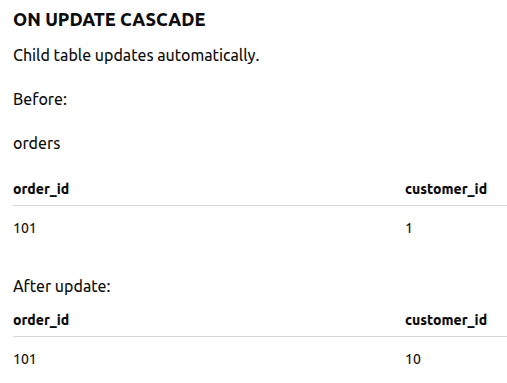 ON UPDATE CASCADE
Child table updates automatically.
Before:
orders
order_id customer_id
101 1
After update:
order_id customer_id
101 10